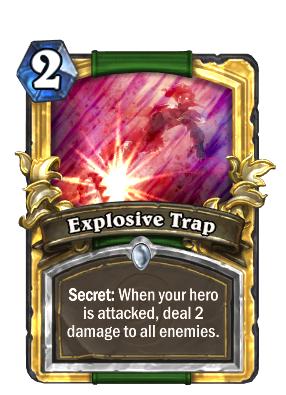 2
Explosive Trap
Secret: When your hero
is attacked, deal 2
damage to all enemies.